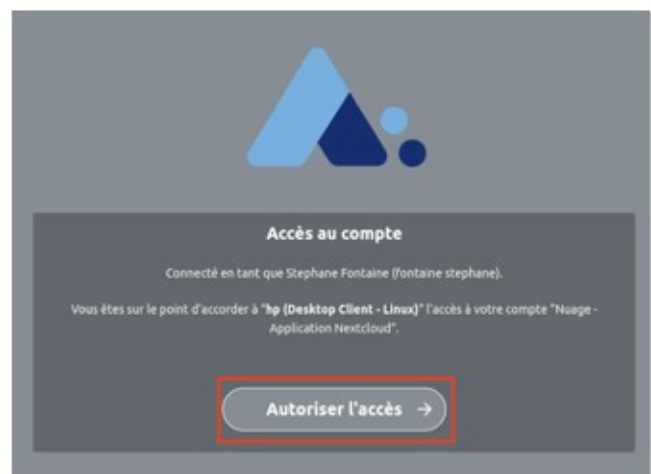 Accès au compte
Connecté en tant que Stephane Fontaine (fontaine stephane).
Vous êtes sur le point d'accorder à "hp (Desktop Client - Linux)" l'accès à votre compte "Nuage -
Application Nextcloud".
Autoriser l'accès →